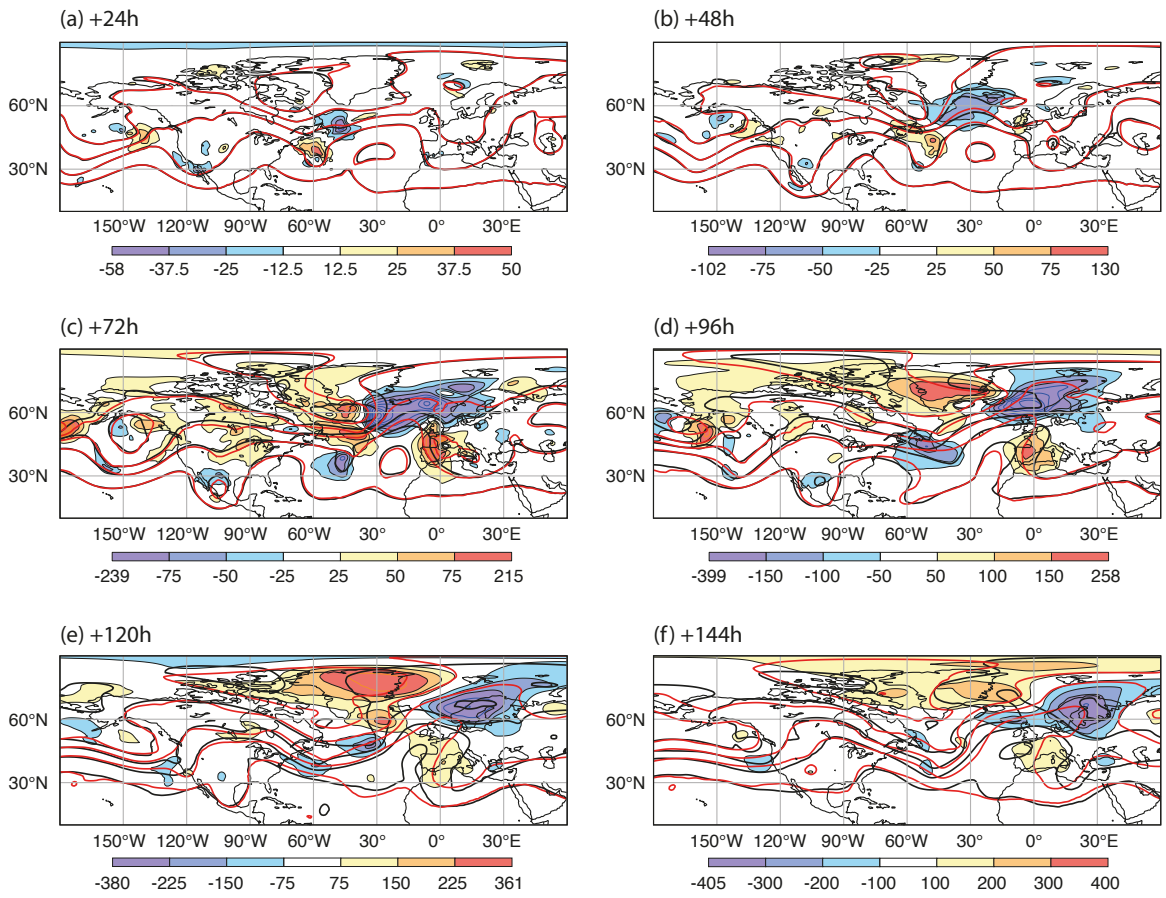 (a) +24h
(b) +48h
60°N
30°N
60°N
30°N
150°W 120°W 90°W 60°W 30° 0° 30°E
150°W 120°W 90°W 60°W 30° 0° 30°E
-58 -37.5 -25 -12.5 12.5 25 37.5 50
-102 -75 -50 -25 25 50 75 130
(c) +72h
(d) +96h
60°N
30°N
60°N
30°N
150°W 120°W 90°W 60°W 30° 0° 30°E
150°W 120°W 90°W 60°W 30° 0° 30°E
-239 -75 -50 -25 25 50 75 215
-399 -150 -100 -50 50 100 150 258
(e) +120h
(f) +144h
60°N
30°N
60°N
30°N
150°W 120°W 90°W 60°W 30° 0° 30°E
150°W 120°W 90°W 60°W 30° 0° 30°E
-380 -225 -150 -75 75 150 225 361
-405 -300 -200 -100 100 200 300 400